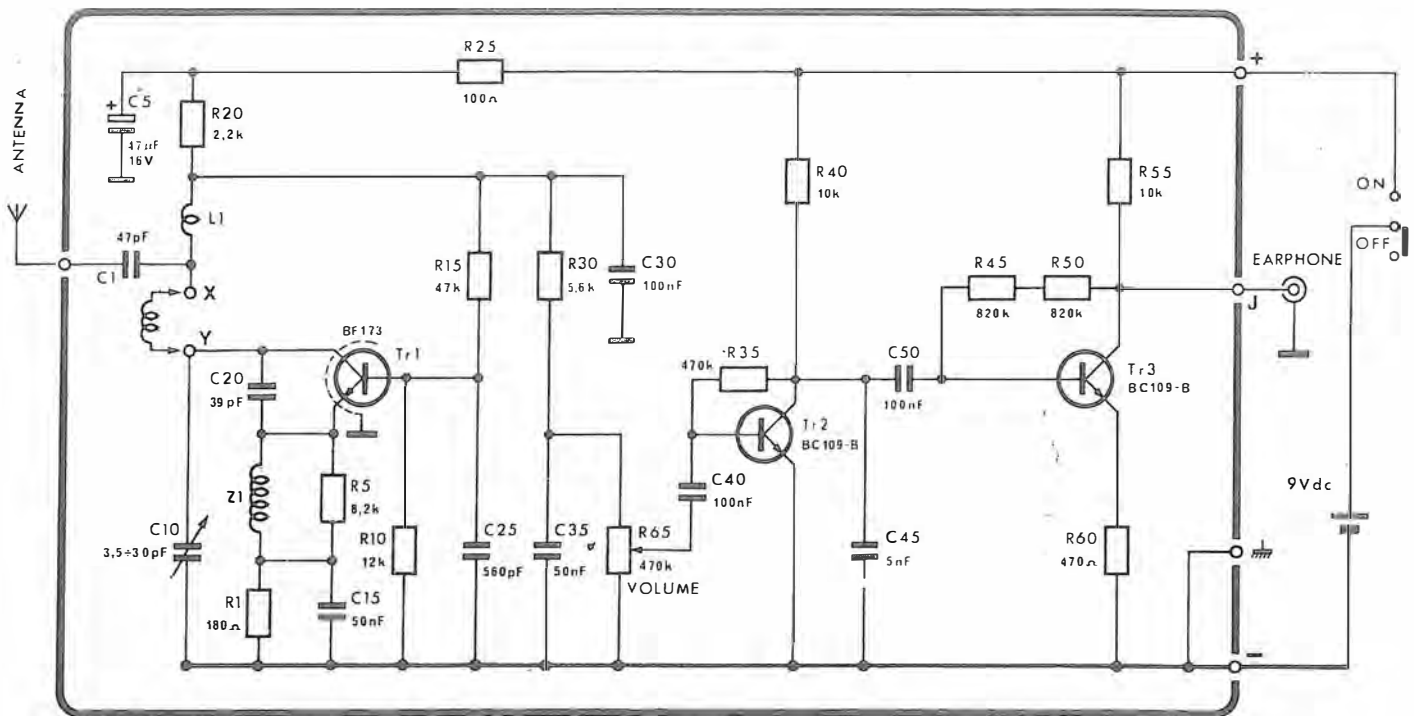 ANTENNA
C5
+
47µF
16V
R20
2,2k
R25
100Ω
+
L1
47pF
C1
X
Y
R15
47k
R30
5,6k
C30
100nF
R40
10k
R55
10k
ON
OFF
EARPHONE
J
R45
820k
R50
820k
BF173
Tr1
C20
39pF
R35
470k
C50
100nF
Tr3
BC109-B
Tr2
BC109-B
Z1
R5
8,2k
C40
100nF
9Vdc
C10
3,5÷30pF
R10
12k
C25
560pF
C35
50nF
R65
470k
VOLUME
C45
5nF
R60
470Ω
R1
180Ω
C15
50nF
-